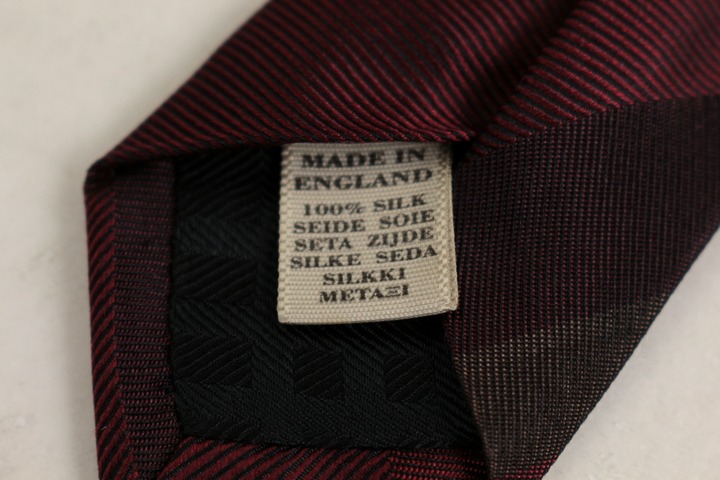 MADE IN
ENGLAND
100% SILK
SEIDE SOIE
SETA ZIJDE
SILKE SEDA
SILKKI
ΜΕΤΑΞΙ